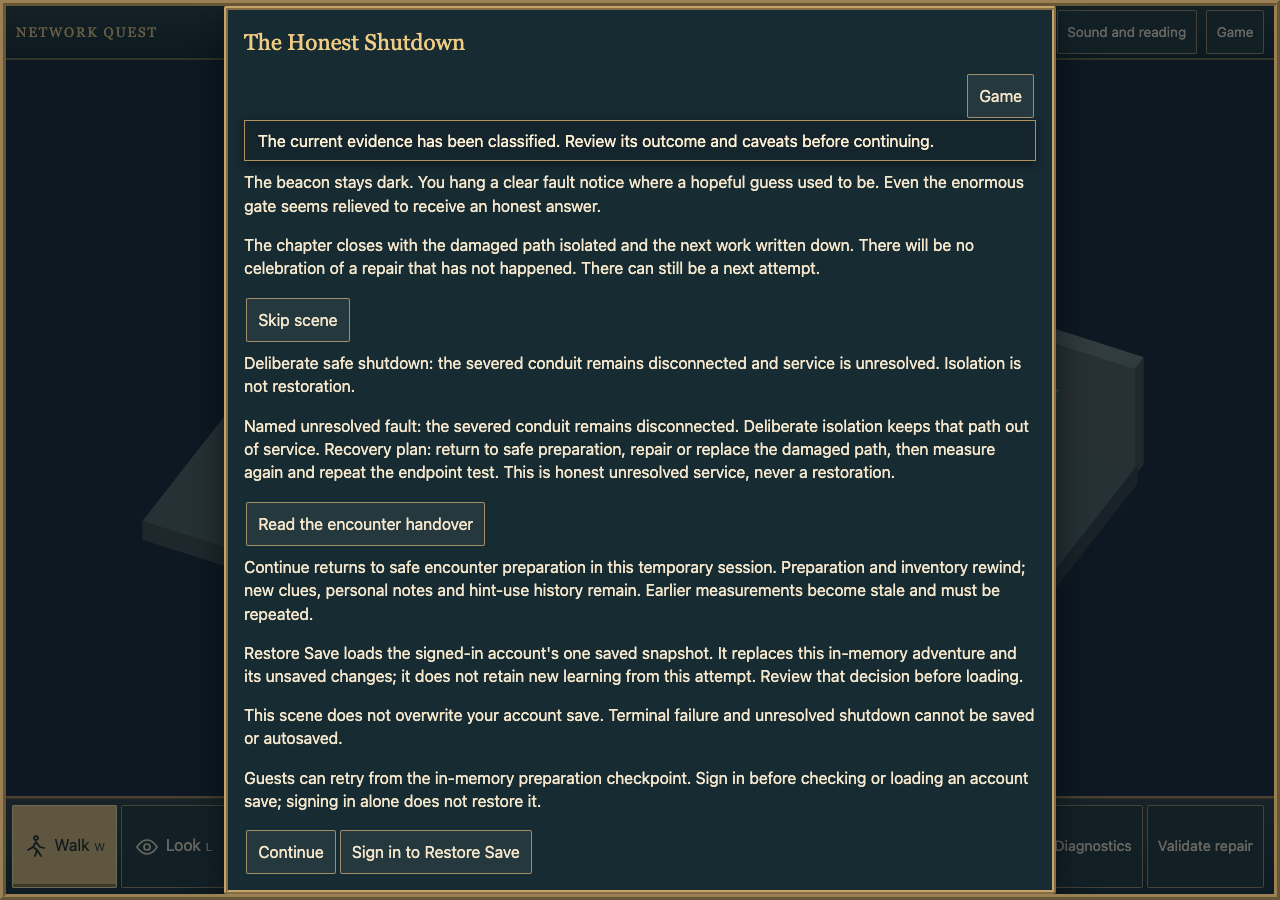 NETWORK QUEST
Sound and reading
Game
The Honest Shutdown
Game
The current evidence has been classified. Review its outcome and caveats before continuing.
The beacon stays dark. You hang a clear fault notice where a hopeful guess used to be. Even the enormous
gate seems relieved to receive an honest answer.
The chapter closes with the damaged path isolated and the next work written down. There will be no
celebration of a repair that has not happened. There can still be a next attempt.
Skip scene
Deliberate safe shutdown: the severed conduit remains disconnected and service is unresolved. Isolation is
not restoration.
Named unresolved fault: the severed conduit remains disconnected. Deliberate isolation keeps that path out
of service. Recovery plan: return to safe preparation, repair or replace the damaged path, then measure
again and repeat the endpoint test. This is honest unresolved service, never a restoration.
Read the encounter handover
Continue returns to safe encounter preparation in this temporary session. Preparation and inventory rewind;
new clues, personal notes and hint-use history remain. Earlier measurements become stale and must be
repeated.
Restore Save loads the signed-in account's one saved snapshot. It replaces this in-memory adventure and
its unsaved changes; it does not retain new learning from this attempt. Review that decision before loading.
This scene does not overwrite your account save. Terminal failure and unresolved shutdown cannot be saved
or autosaved.
Guests can retry from the in-memory preparation checkpoint. Sign in before checking or loading an account
save; signing in alone does not restore it.
Continue
Sign in to Restore Save
Walk W
Look L
Diagnostics
Validate repair